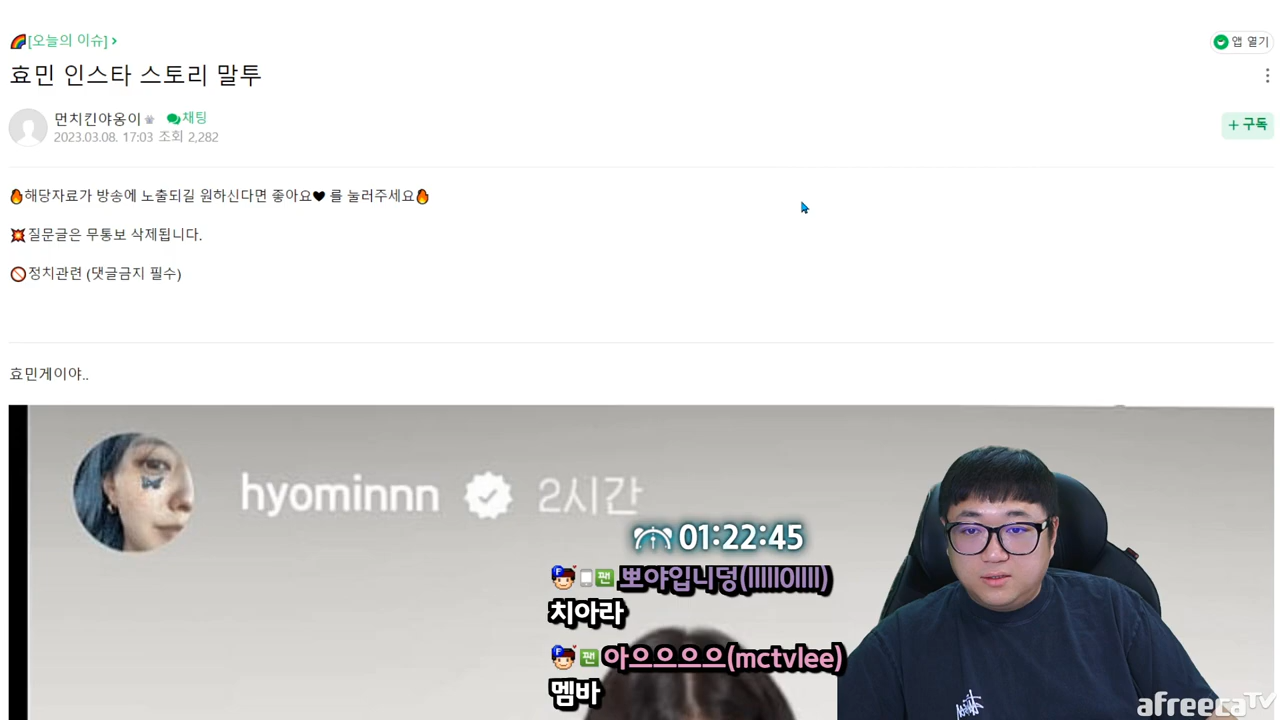 [오늘의 이슈] >
앱 열기
효민 인스타 스토리 말투
먼치킨야옹이 채팅
2023.03.08. 17:03 조회 2,282
+ 구독
해당자료가 방송에 노출되길 원하신다면 좋아요♥ 를 눌러주세요
질문글은 무통보 삭제됩니다.
정치관련 (댓글금지 필수)
효민게이야..
hyominnn 2시간
01:22:45
F 팬 뽀야입니덩(lllll0llll)
치아라
F 팬 아으으으으(mctvlee)
멤바
afreecaTV